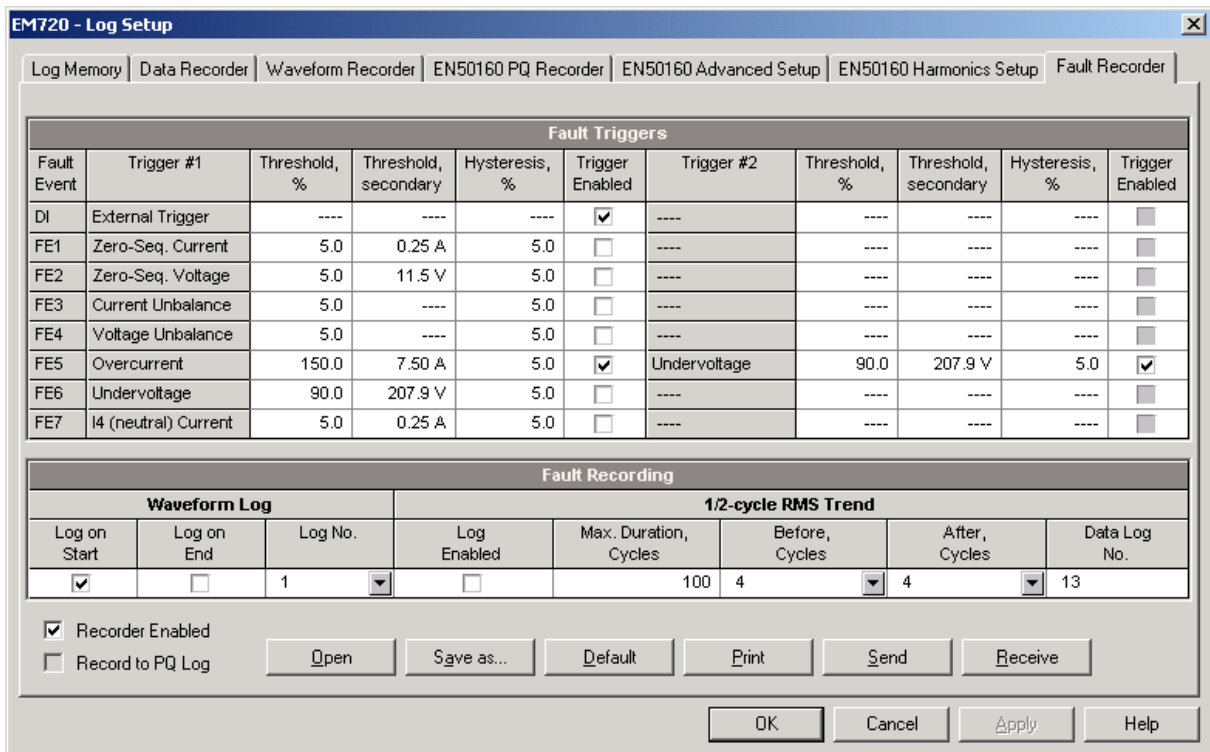 EM720 - Log Setup
Log Memory Data Recorder Waveform Recorder EN50160 PQ Recorder EN50160 Advanced Setup EN50160 Harmonics Setup Fault Recorder
Fault Triggers
Fault Event Trigger #1 Threshold, % Threshold, secondary Hysteresis, % Trigger Enabled Trigger #2 Threshold, % Threshold, secondary Hysteresis, % Trigger Enabled
DI External Trigger ---- ---- ---- ---- ---- ---- ----
FE1 Zero-Seq. Current 5.0 0.25 A 5.0 ---- ---- ---- ----
FE2 Zero-Seq. Voltage 5.0 11.5 V 5.0 ---- ---- ---- ----
FE3 Current Unbalance 5.0 ---- 5.0 ---- ---- ---- ----
FE4 Voltage Unbalance 5.0 ---- 5.0 ---- ---- ---- ----
FE5 Overcurrent 150.0 7.50 A 5.0 Undervoltage 90.0 207.9 V 5.0
FE6 Undervoltage 90.0 207.9 V 5.0 ---- ---- ---- ----
FE7 I4 (neutral) Current 5.0 0.25 A 5.0 ---- ---- ---- ----
Fault Recording
Waveform Log 1/2-cycle RMS Trend
Log on Start Log on End Log No. Log Enabled Max. Duration, Cycles Before, Cycles After, Cycles Data Log No.
1 100 4 4 13
Recorder Enabled
Record to PQ Log
Open Save as... Default Print Send Receive
OK Cancel Apply Help